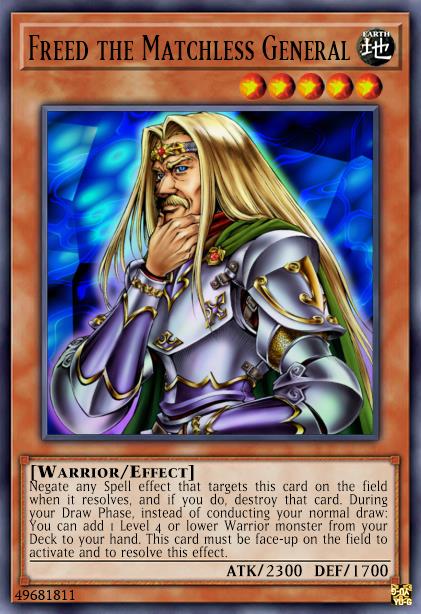 Freed the Matchless General
EARTH
地
[Warrior/Effect]
Negate any Spell effect that targets this card on the field
when it resolves, and if you do, destroy that card. During
your Draw Phase, instead of conducting your normal draw:
You can add 1 Level 4 or lower Warrior monster from your
Deck to your hand. This card must be face-up on the field to
activate and to resolve this effect.
ATK/2300 DEF/1700
49681811